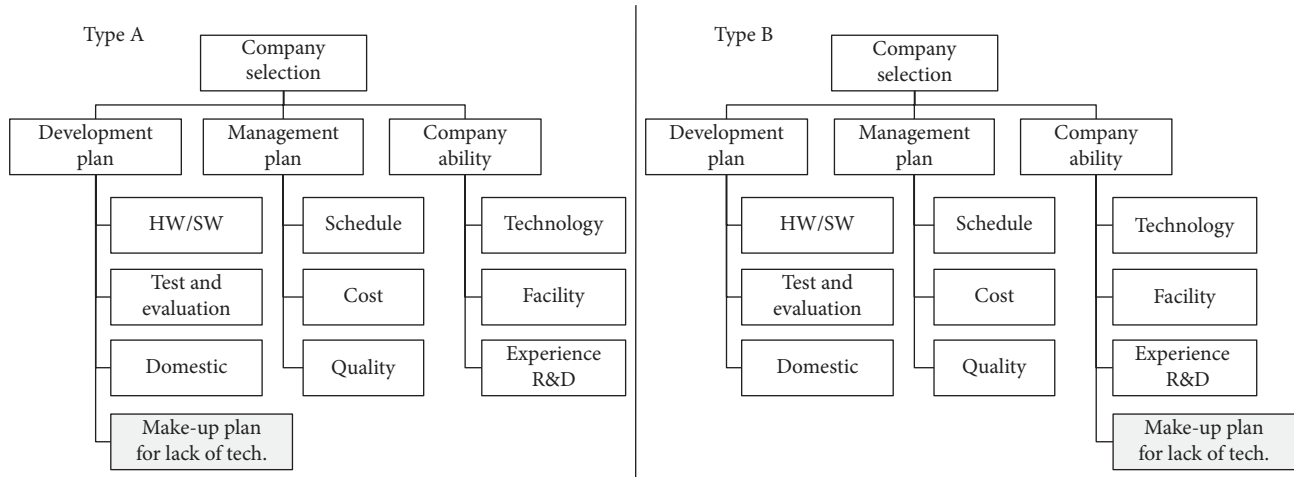 Type A
Company
selection
Development
plan
Management
plan
Company
ability
HW/SW
Schedule
Technology
Test and
evaluation
Cost
Facility
Domestic
Quality
Experience
R&D
Make-up plan
for lack of tech.
Type B
Company
selection
Development
plan
Management
plan
Company
ability
HW/SW
Schedule
Technology
Test and
evaluation
Cost
Facility
Domestic
Quality
Experience
R&D
Make-up plan
for lack of tech.